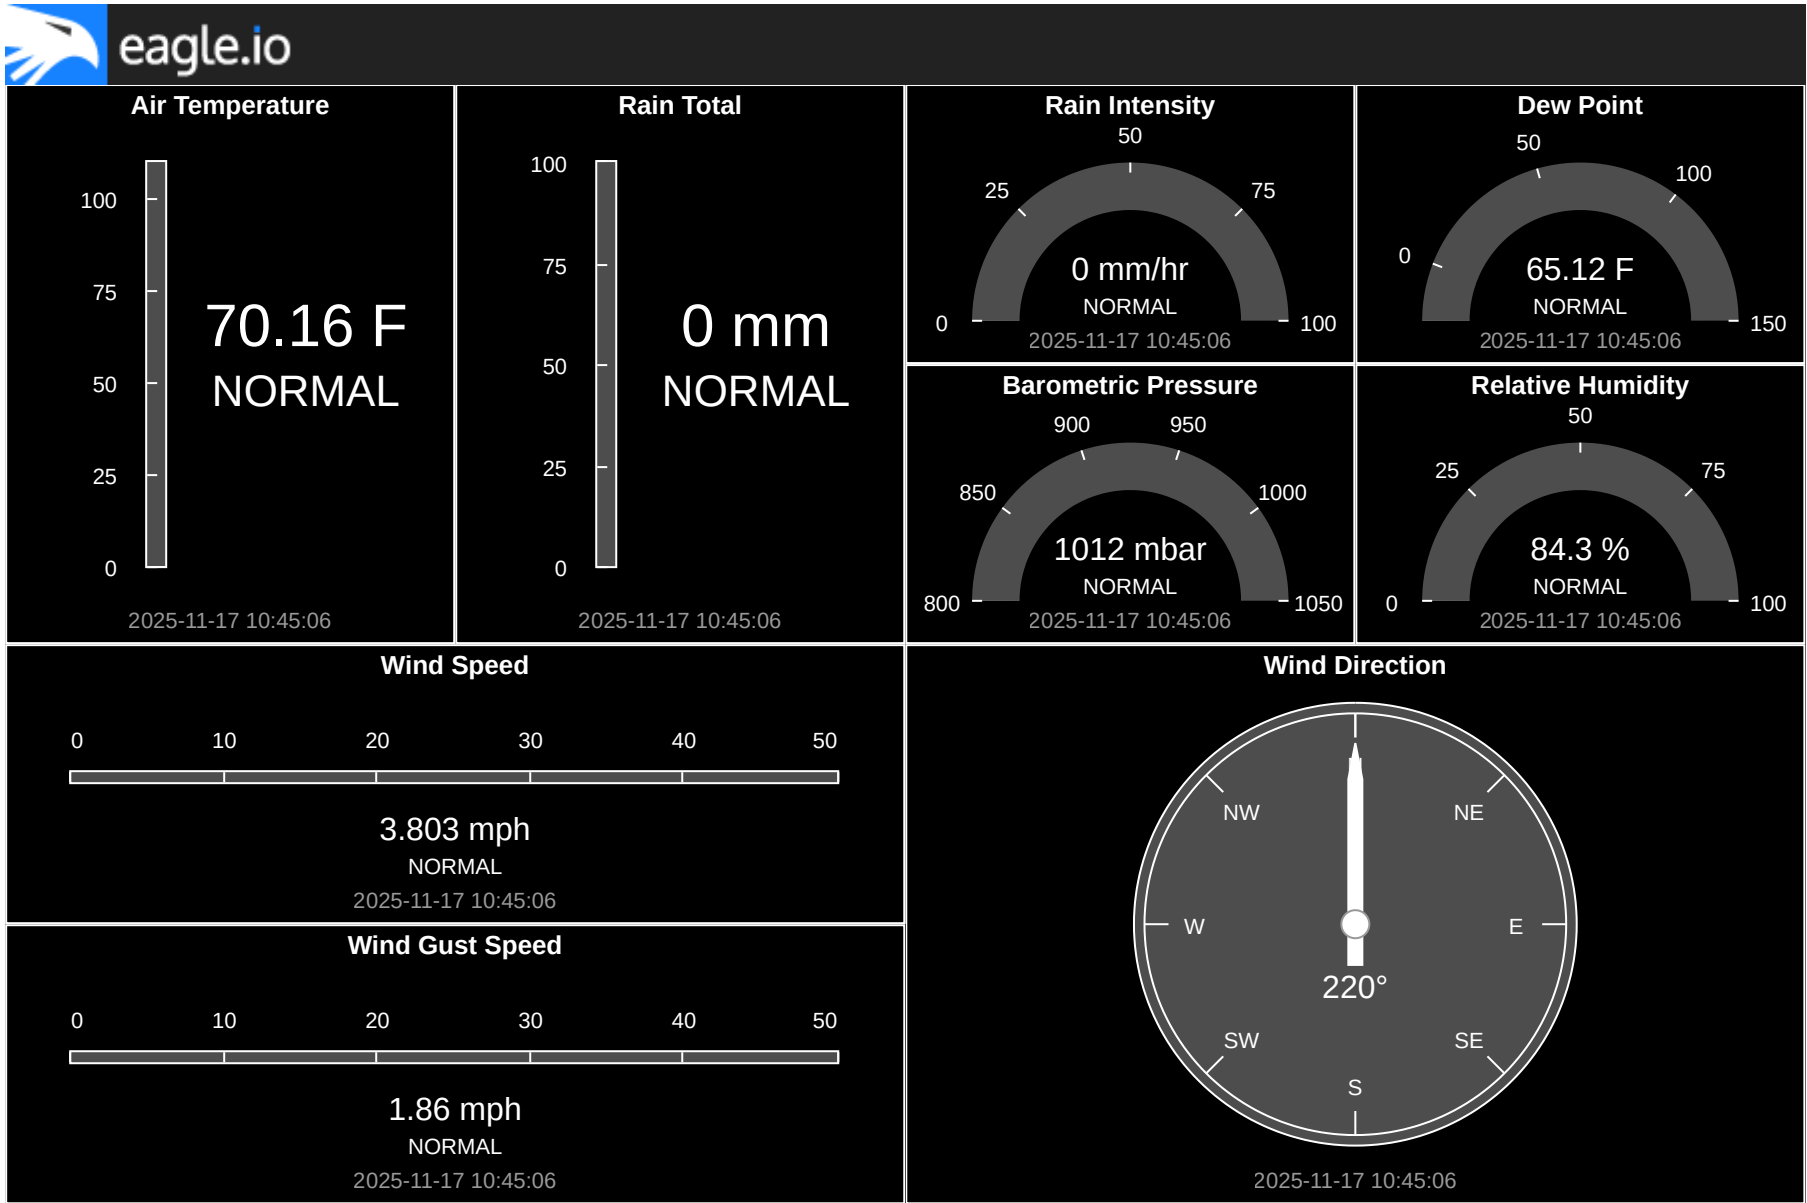 eagle.io
Air Temperature
100
75
50
25
0
70.16 F
NORMAL
2025-11-17 10:45:06
Rain Total
100
75
50
25
0
0 mm
NORMAL
2025-11-17 10:45:06
Rain Intensity
50
25
75
0
100
0 mm/hr
NORMAL
2025-11-17 10:45:06
Dew Point
50
100
0
150
65.12 F
NORMAL
2025-11-17 10:45:06
Barometric Pressure
900
950
850
1000
800
1050
1012 mbar
NORMAL
2025-11-17 10:45:06
Relative Humidity
50
25
75
0
100
84.3 %
NORMAL
2025-11-17 10:45:06
Wind Speed
0 10 20 30 40 50
3.803 mph
NORMAL
2025-11-17 10:45:06
Wind Gust Speed
0 10 20 30 40 50
1.86 mph
NORMAL
2025-11-17 10:45:06
Wind Direction
NW NE
W E
220°
SW SE
S
2025-11-17 10:45:06